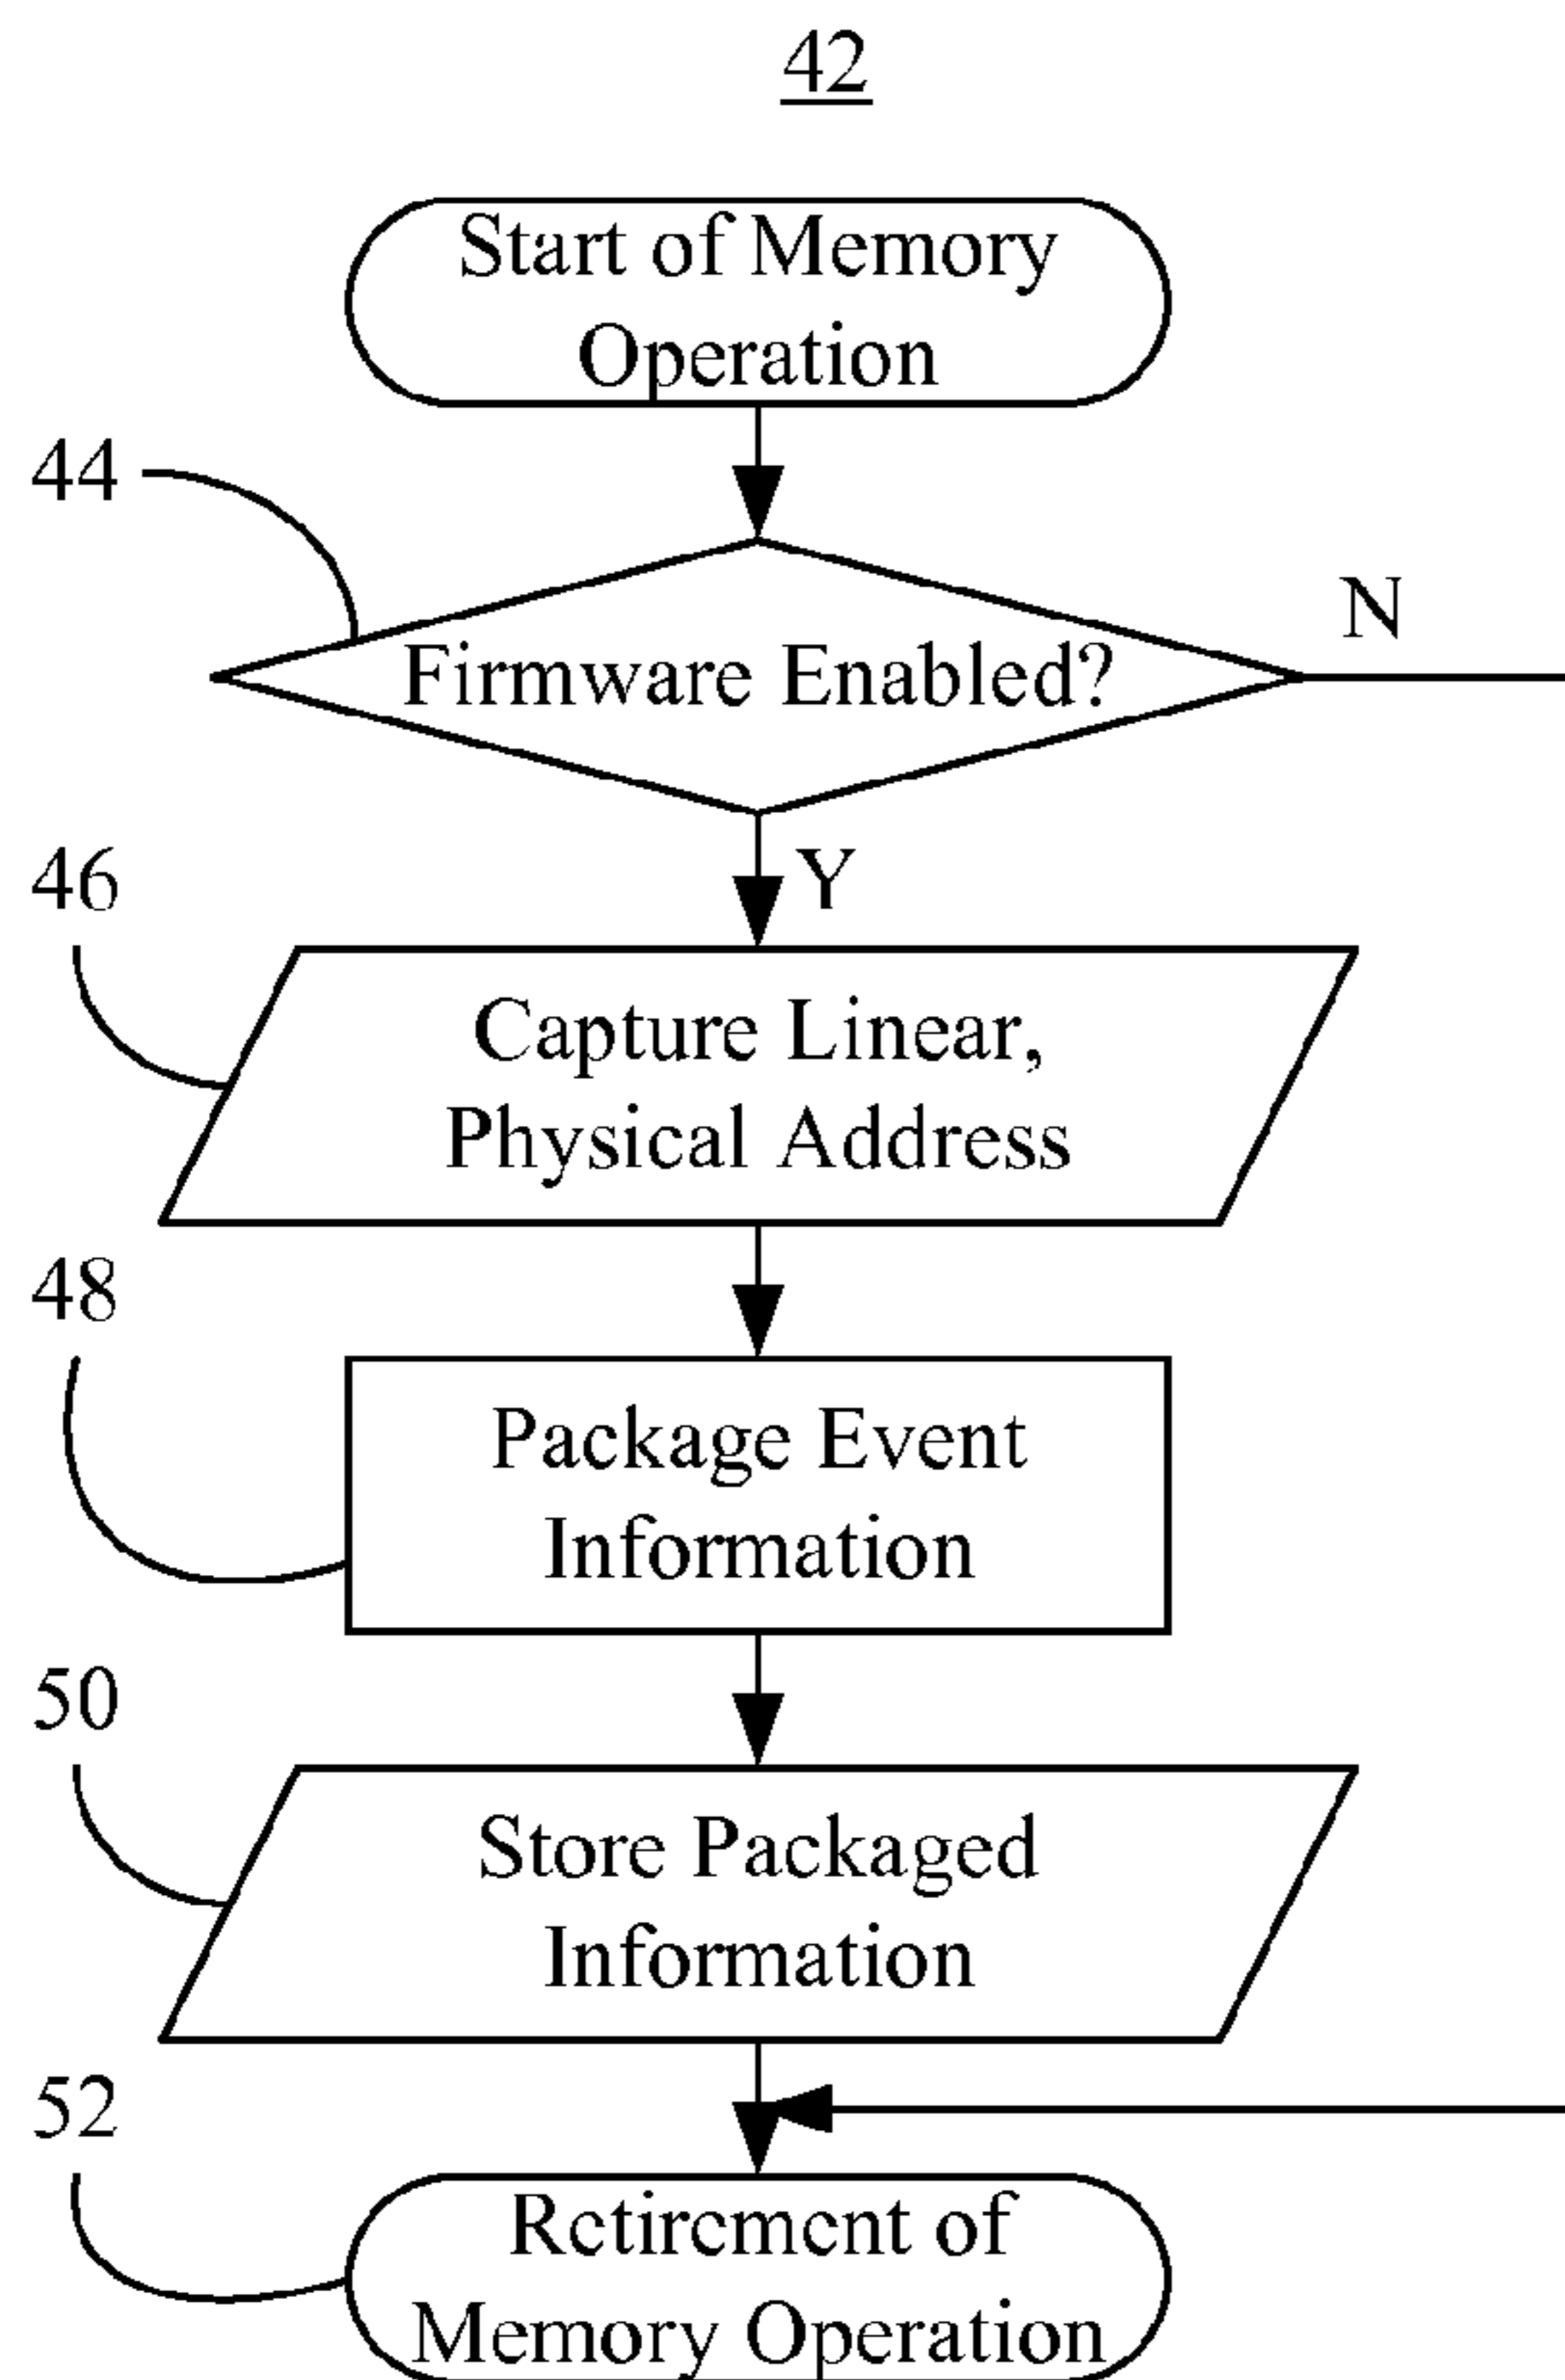 42
Start of Memory
Operation
44
Firmware Enabled?
N
Y
46
Capture Linear,
Physical Address
48
Package Event
Information
50
Store Packaged
Information
52
Retirement of
Memory Operation